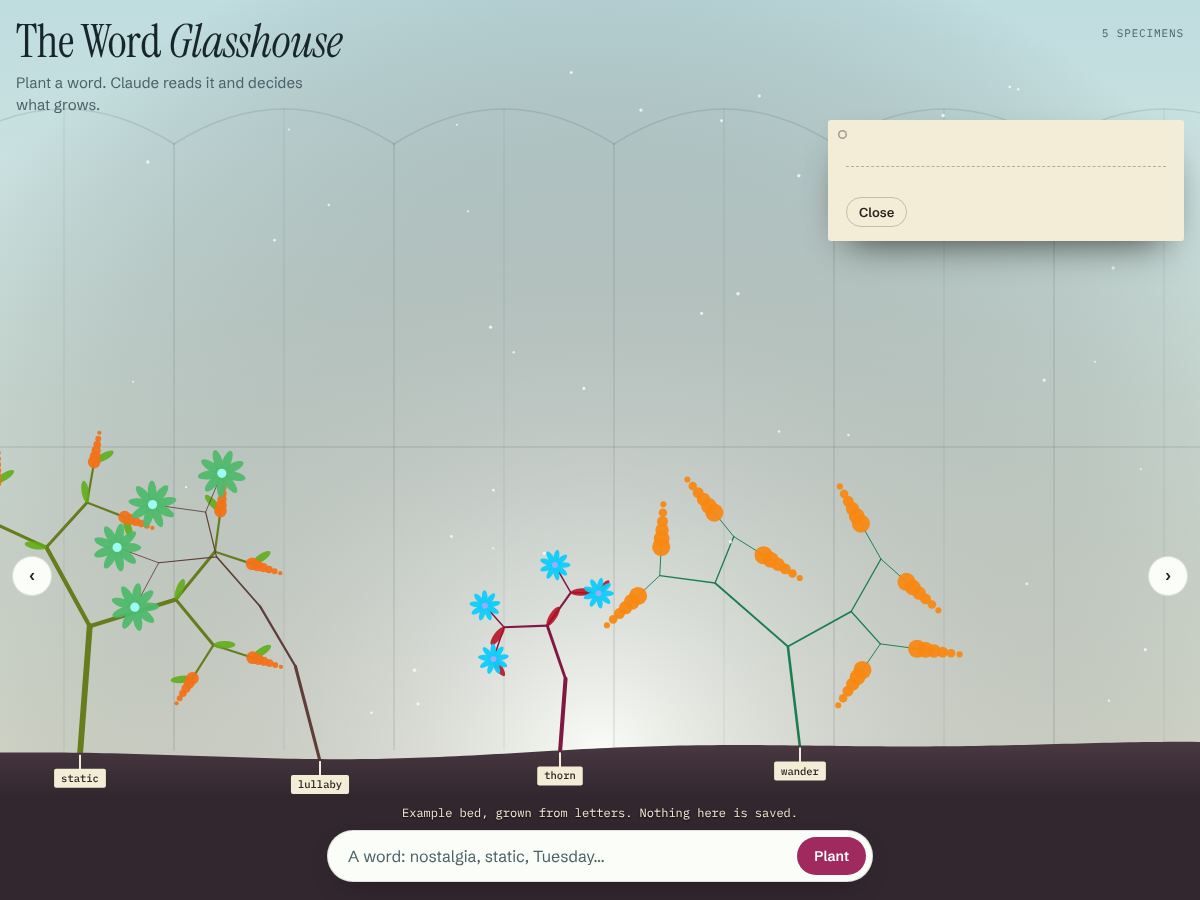 The Word Glasshouse
5 SPECIMENS
Plant a word. Claude reads it and decides
what grows.
Close
‹
›
static
lullaby
thorn
wander
Example bed, grown from letters. Nothing here is saved.
A word: nostalgia, static, Tuesday…
Plant